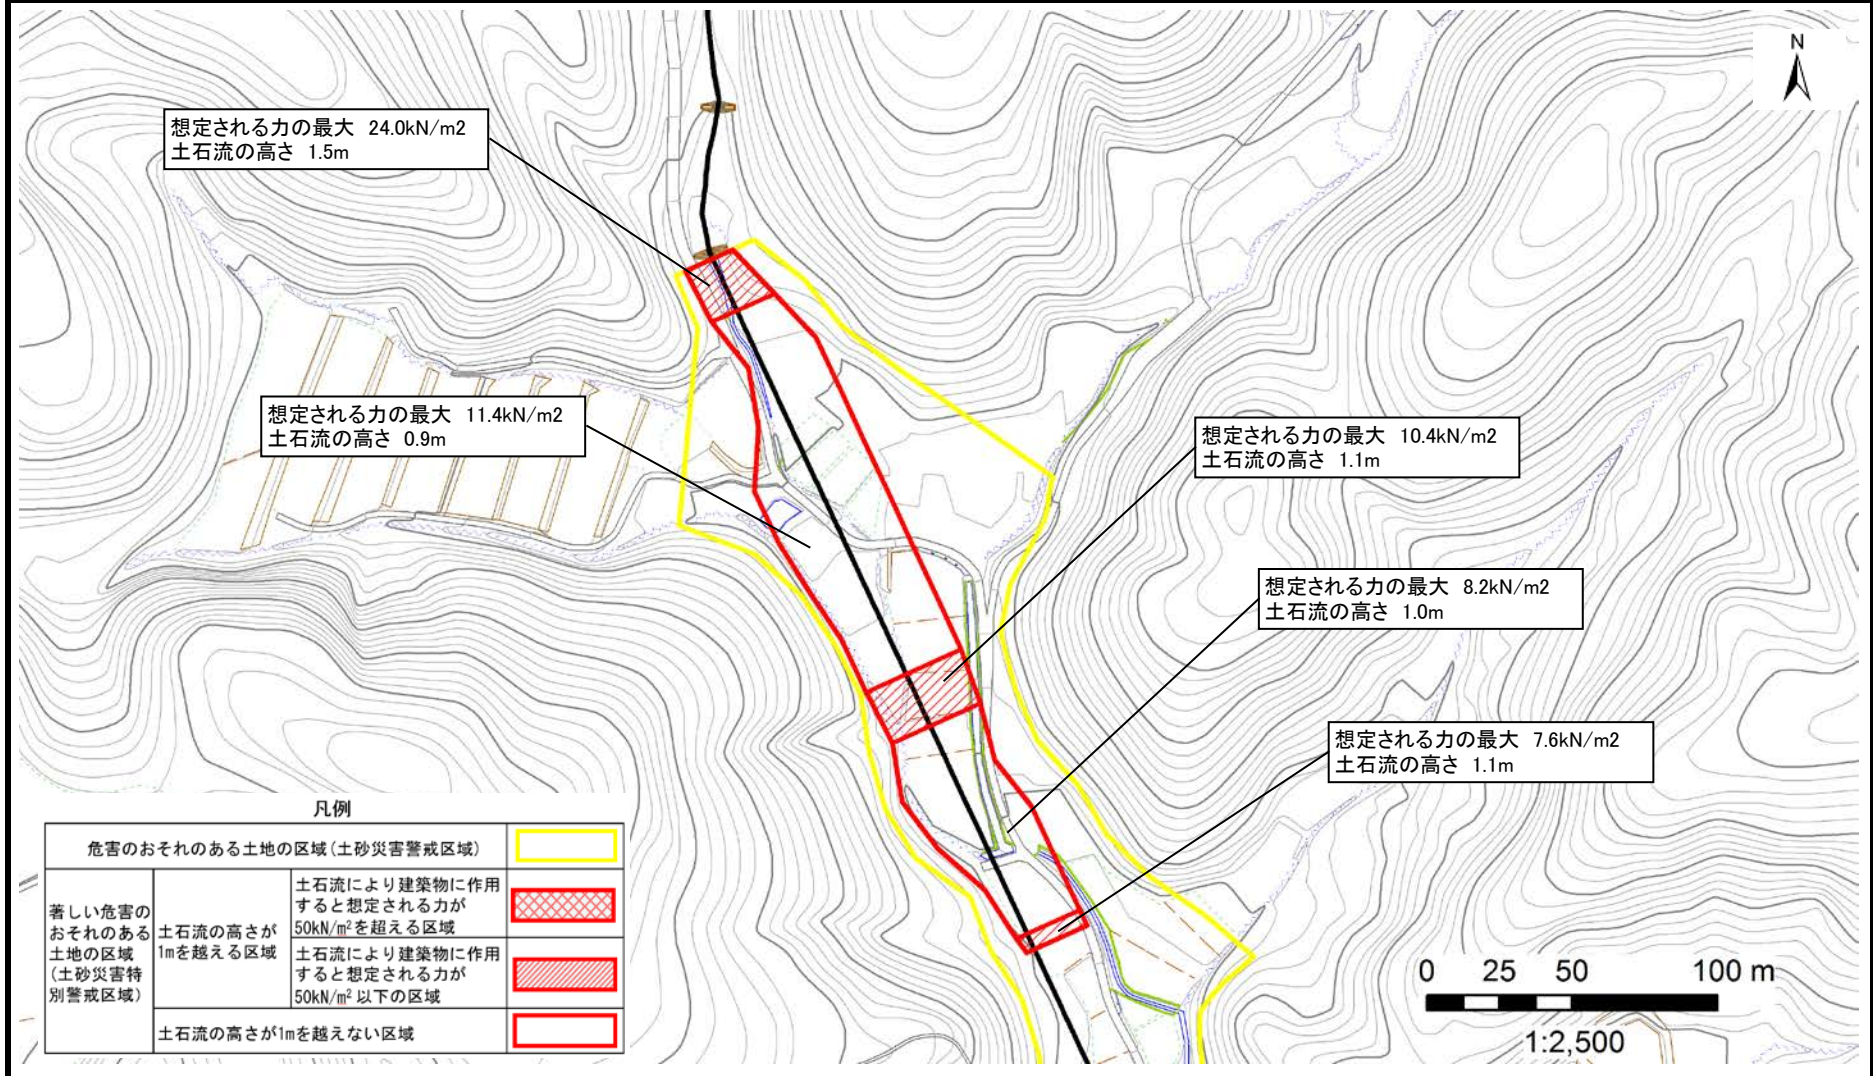 N
想定される力の最大 24.0kN/m2
土石流の高さ 1.5m
想定される力の最大 11.4kN/m2
土石流の高さ 0.9m
想定される力の最大 10.4kN/m2
土石流の高さ 1.1m
想定される力の最大 8.2kN/m2
土石流の高さ 1.0m
想定される力の最大 7.6kN/m2
土石流の高さ 1.1m
凡例
危害のおそれのある土地の区域(土砂災害警戒区域)
著しい危害の
おそれのある
土地の区域
(土砂災害特
別警戒区域)
土石流の高さが
1mを越える区域
土石流により建築物に作用
すると想定される力が
50kN/m²を超える区域
土石流により建築物に作用
すると想定される力が
50kN/m² 以下の区域
土石流の高さが1mを越えない区域
0 25 50 100 m
1:2,500